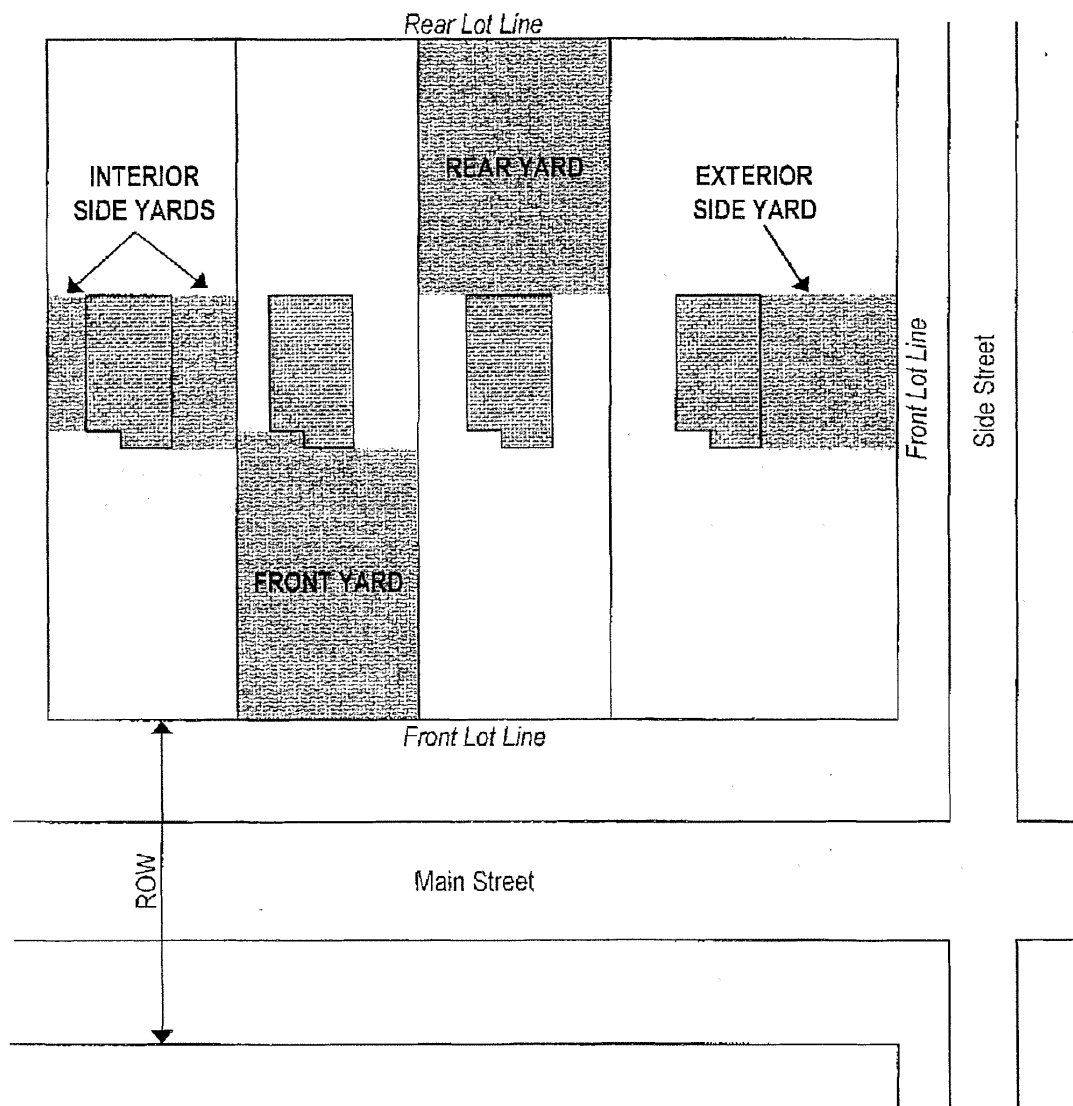 Rear Lot Line
INTERIOR
SIDE YARDS
REAR YARD
EXTERIOR
SIDE YARD
Front Lot Line
Side Street
FRONT YARD
Front Lot Line
ROW
Main Street